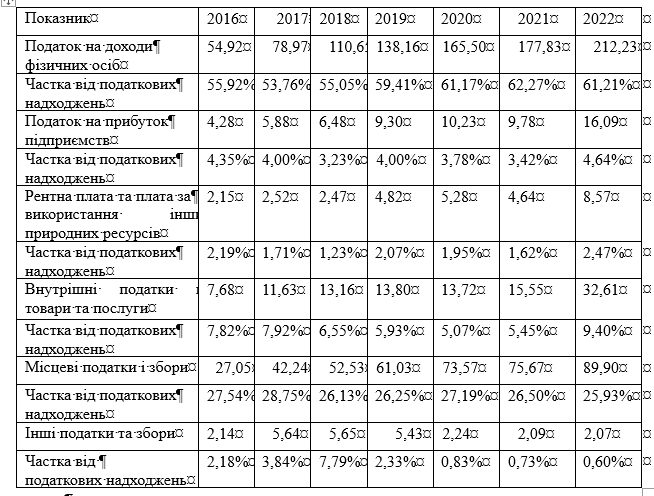 Показник 2016 2017 2018 2019 2020 2021 2022
Податок на доходи 54,92 78,97 110,6 138,16 165,50 177,83 212,23
фізичних осіб
Частка від податкових 55,92% 53,76% 55,05% 59,41% 61,17% 62,27% 61,21%
надходжень
Податок на прибуток 4,28 5,88 6,48 9,30 10,23 9,78 16,09
підприємств
Частка від податкових 4,35% 4,00% 3,23% 4,00% 3,78% 3,42% 4,64%
надходжень
Рентна плата та плата за 2,15 2,52 2,47 4,82 5,28 4,64 8,57
використання інш
природних ресурсів
Частка від податкових 2,19% 1,71% 1,23% 2,07% 1,95% 1,62% 2,47%
надходжень
Внутрішні податки 7,68 11,63 13,16 13,80 13,72 15,55 32,61
товари та послуги
Частка від податкових 7,82% 7,92% 6,55% 5,93% 5,07% 5,45% 9,40%
надходжень
Місцеві податки і збори 27,05 42,24 52,53 61,03 73,57 75,67 89,90
Частка від податкових 27,54% 28,75% 26,13% 26,25% 27,19% 26,50% 25,93%
надходжень
Інші податки та збори 2,14 5,64 5,65 5,43 2,24 2,09 2,07
Частка від 2,18% 3,84% 7,79% 2,33% 0,83% 0,73% 0,60%
податкових надходжень